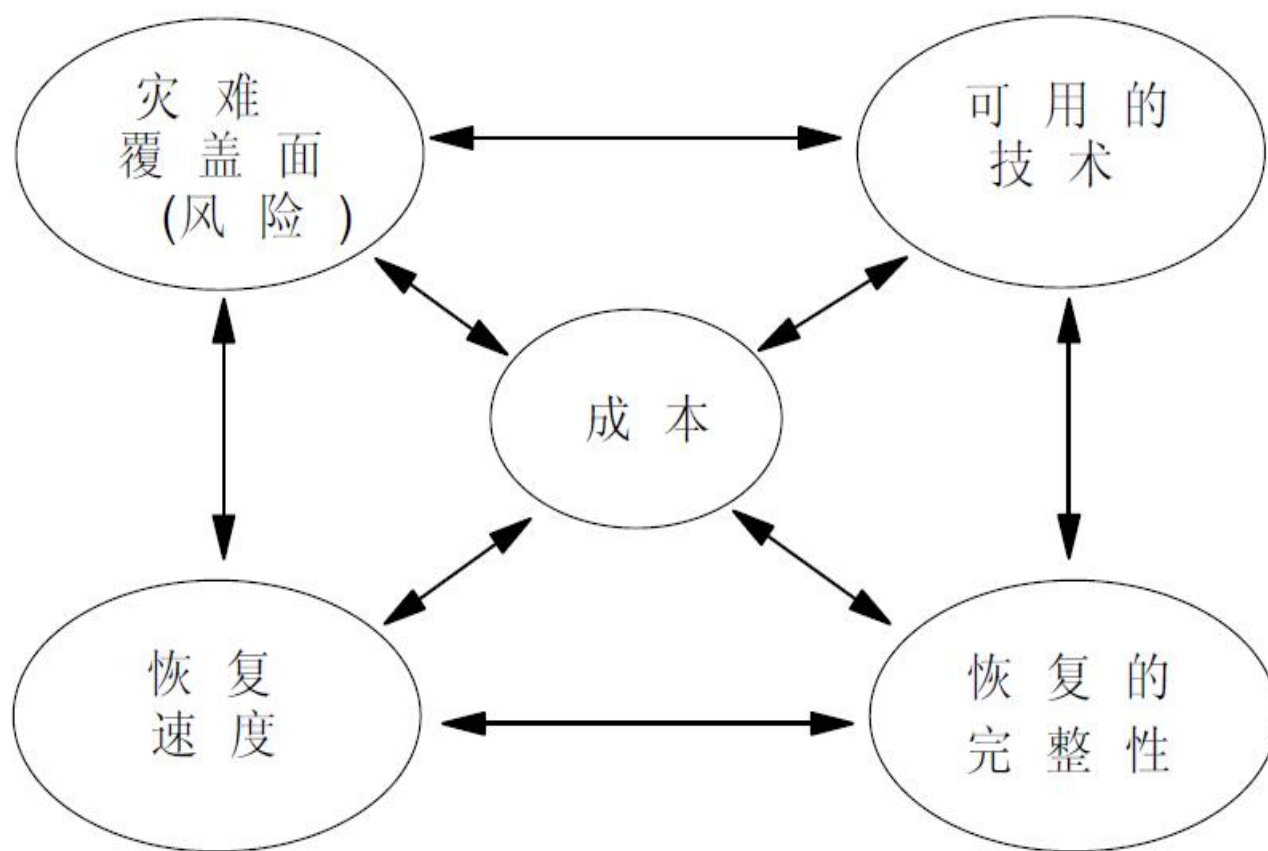 灾 难
覆 盖 面
(风 险 )
可 用 的
技 术
成 本
恢 复
速 度
恢 复 的
完 整 性